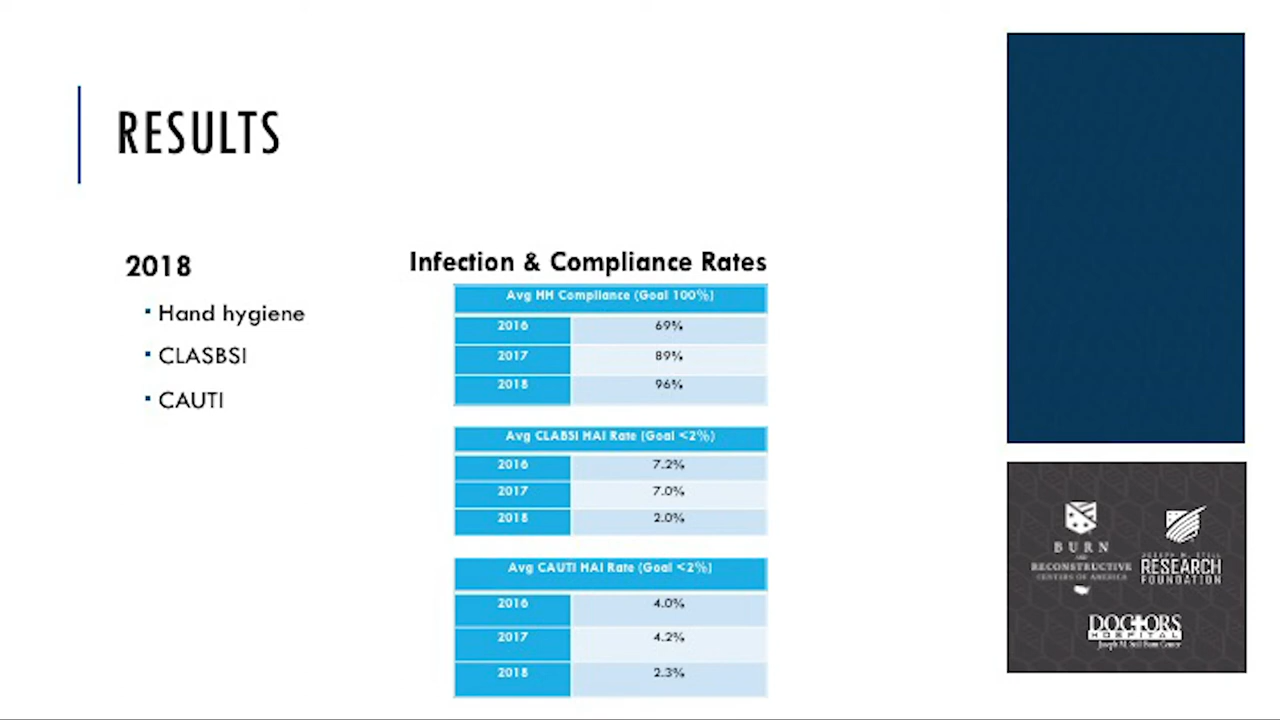 RESULTS
2018
Hand hygiene
CLASBSI
CAUTI
Infection & Compliance Rates
Avg HH Compliance (Goal 100%)
2016 69%
2017 89%
2018 96%
Avg CLABSI HAI Rate (Goal <2%)
2016 7.2%
2017 7.0%
2018 2.0%
Avg CAUTI HAI Rate (Goal <2%)
2016 4.0%
2017 4.2%
2018 2.3%
BURN
AND
RECONSTRUCTIVE
CENTERS OF AMERICA
JOSEPH M. STILL
RESEARCH
FOUNDATION
DOCTORS
HOSPITAL
Joseph M. Still Burn Center